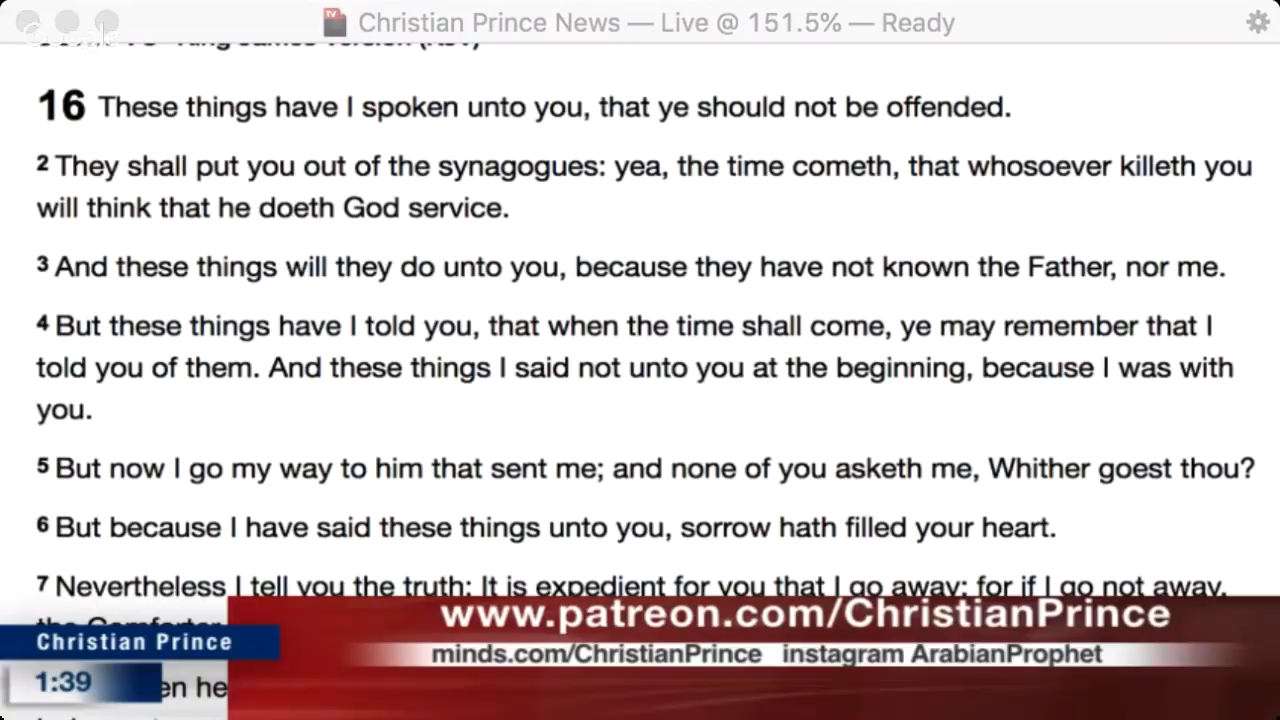 Christian Prince News — Live @ 151.5% — Ready
16 These things have I spoken unto you, that ye should not be offended.
2 They shall put you out of the synagogues: yea, the time cometh, that whosoever killeth you
will think that he doeth God service.
3 And these things will they do unto you, because they have not known the Father, nor me.
4 But these things have I told you, that when the time shall come, ye may remember that I
told you of them. And these things I said not unto you at the beginning, because I was with
you.
5 But now I go my way to him that sent me; and none of you asketh me, Whither goest thou?
6 But because I have said these things unto you, sorrow hath filled your heart.
7 Nevertheless I tell you the truth; It is expedient for you that I go away: for if I go not away,
www.patreon.com/ChristianPrince
Christian Prince
minds.com/ChristianPrince instagram ArabianProphet
1:39
en he